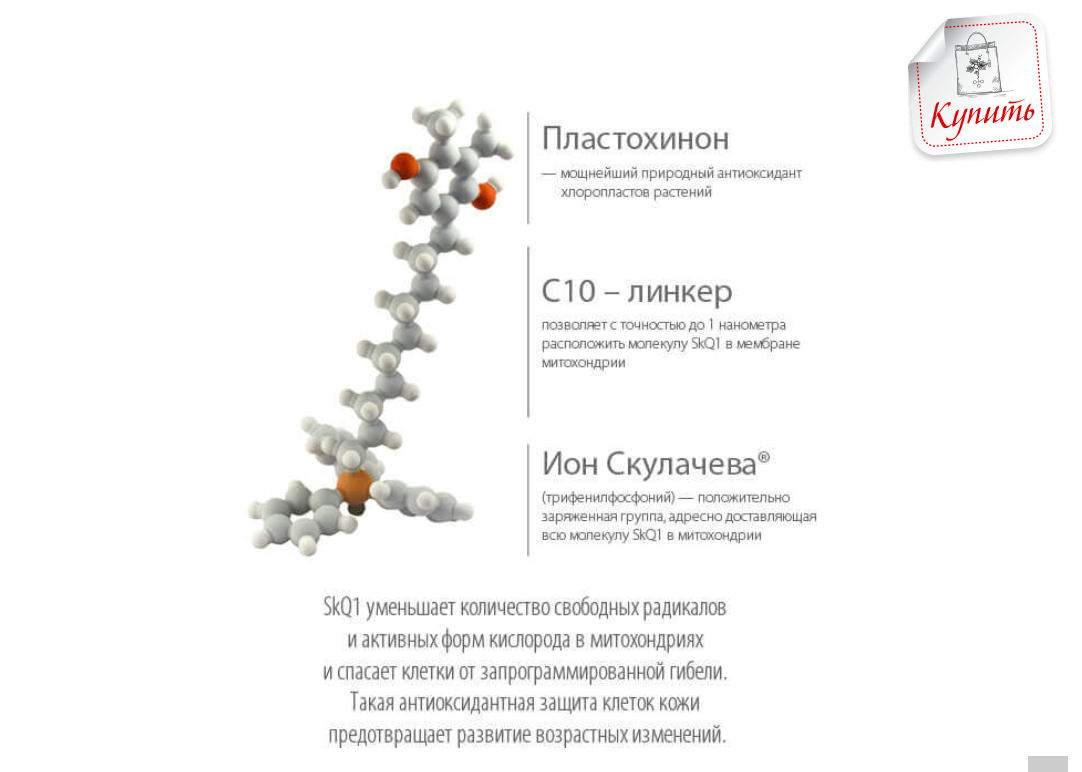 Купить
Пластохинон
— мощнейший природный антиоксидант
хлоропластов растений
C10 – линкер
позволяет с точностью до 1 нанометра
расположить молекулу SkQ1 в мембране
митохондрии
Ион Скулачева®
(трифенилфосфоний) — положительно
заряженная группа, адресно доставляющая
всю молекулу SkQ1 в митохондрии
SkQ1 уменьшает количество свободных радикалов
и активных форм кислорода в митохондриях
и спасает клетки от запрограммированной гибели.
Такая антиоксидантная защита клеток кожи
предотвращает развитие возрастных изменений.